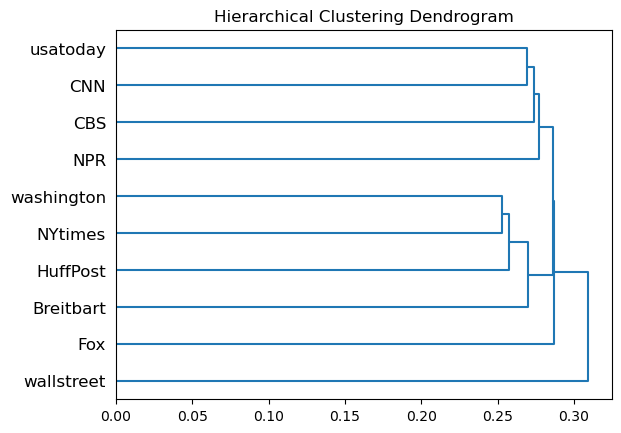 Hierarchical Clustering Dendrogram
usatoday
CNN
CBS
NPR
washington
NYtimes
HuffPost
Breitbart
Fox
wallstreet
0.00 0.05 0.10 0.15 0.20 0.25 0.30